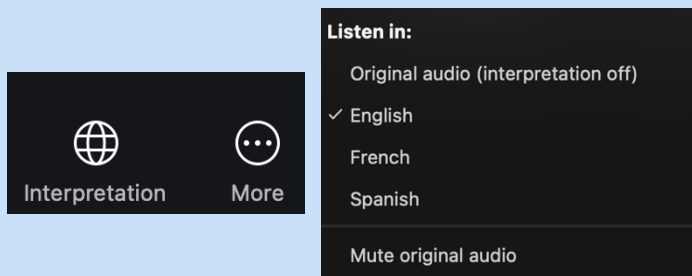 Interpretation
More
Listen in:
Original audio (interpretation off)
English
French
Spanish
Mute original audio